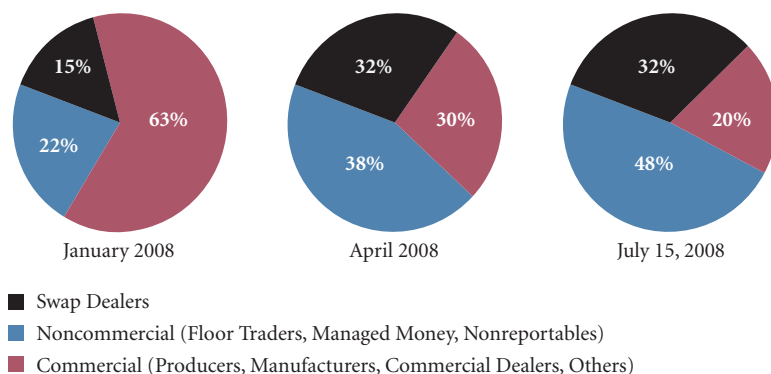 15%
63%
22%
January 2008
32%
30%
38%
April 2008
32%
20%
48%
July 15, 2008
Swap Dealers
Noncommercial (Floor Traders, Managed Money, Nonreportables)
Commercial (Producers, Manufacturers, Commercial Dealers, Others)